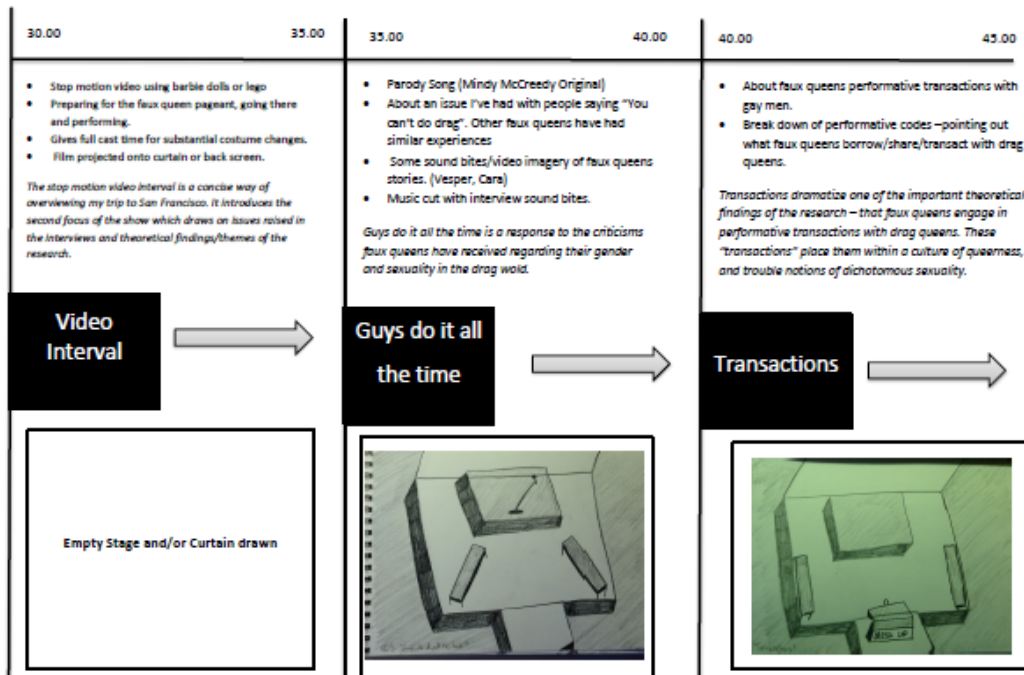 30.00 35.00
• Stop motion video using barbie dolls or lego
• Preparing for the faux queen pageant, going there
and performing.
• Gives full cast time for substantial costume changes.
• Film projected onto curtain or back screen.
The stop motion video interval is a concise way of
overviewing my trip to San Francisco. It introduces the
second focus of the show which draws on issues raised in
the interviews and theoretical findings/themes of the
research.
Video
Interval
Empty Stage and/or Curtain drawn
35.00 40.00
• Parody Song (Mindy McCreedy Original)
• About an issue I've had with people saying "You
can't do drag". Other faux queens have had
similar experiences
• Some sound bites/video imagery of faux queens
stories. (Vesper, Cara)
• Music cut with interview sound bites.
Guys do it all the time is a response to the criticisms
faux queens have received regarding their gender
and sexuality in the drag wold.
Guys do it all
the time
40.00 45.00
• About faux queens performative transactions with
gay men.
• Break down of performative codes –pointing out
what faux queens borrow/share/transact with drag
queens.
Transactions dramatize one of the important theoretical
findings of the research – that faux queens engage in
performative transactions with drag queens. These
"transactions" place them within a culture of queerness,
and trouble notions of dichotomous sexuality.
Transactions